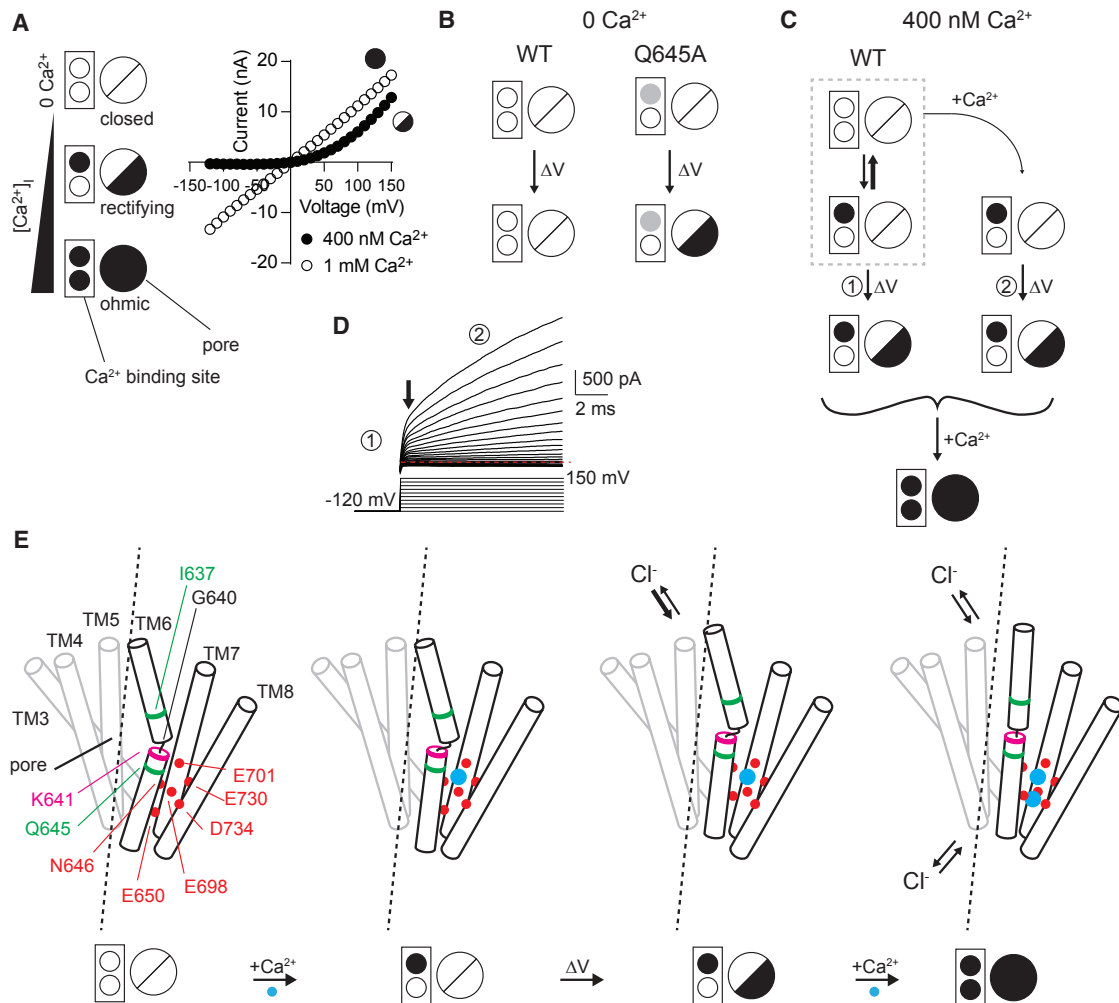 A
0 Ca²⁺
[Ca²⁺]I
closed
rectifying
ohmic
pore
Ca²⁺ binding site
Current (nA)
20
10
-10
-20
-150
-100
-50
50
100
150
Voltage (mV)
400 nM Ca²⁺
1 mM Ca²⁺
B
0 Ca²⁺
WT
Q645A
ΔV
ΔV
C
400 nM Ca²⁺
WT
+Ca²⁺
1
ΔV
2
ΔV
+Ca²⁺
D
2
1
500 pA
2 ms
-120 mV
150 mV
E
I637
G640
TM6
TM5
TM4
TM7
TM8
TM3
pore
K641
Q645
N646
E650
E698
D734
E730
E701
Cl⁻
Cl⁻
Cl⁻
+Ca²⁺
ΔV
+Ca²⁺